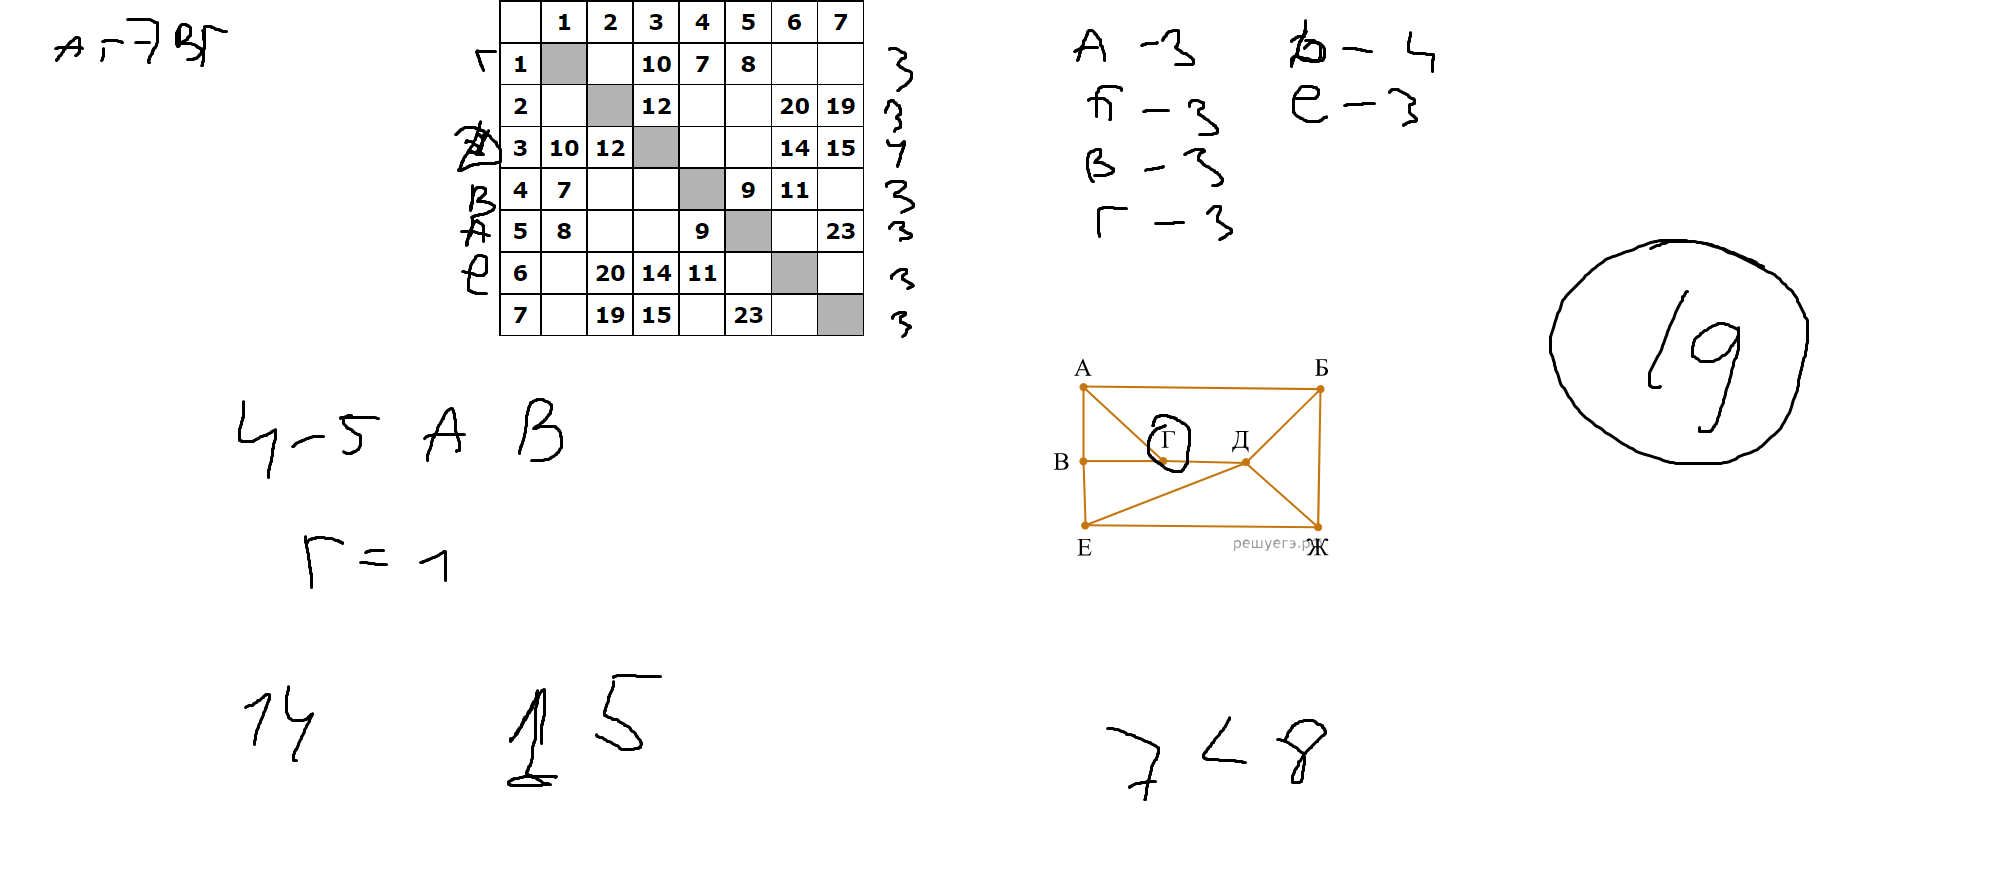 1 2 3 4 5 6 7
Г 1 10 7 8 3
2 12 20 19 3
Д 3 10 12 14 15 4
В 4 7 9 11 3
А 5 8 9 23 3
е 6 20 14 11 3
7 19 15 23 3
А - 3 - 4
- 3 е - 3
В - 3
Г - 3
19
А Б
В Г Д
Е Ж
решуегэ.рф
4 - 5 А В
Г = 1
14 15
7 < 8